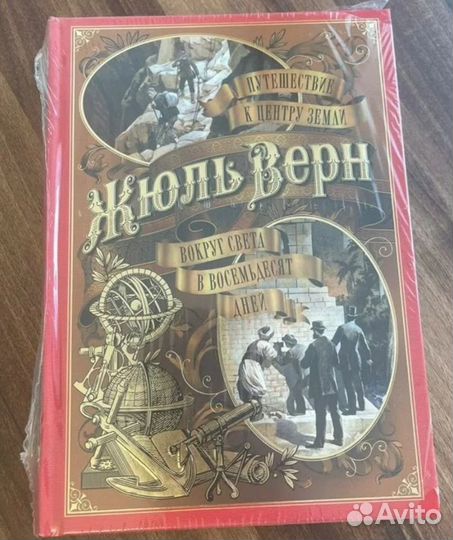 ПУТЕШЕСТВИЕ
К ЦЕНТРУ ЗЕМЛИ
ЖЮЛЬ ВЕРН
ВОКРУГ СВЕТА
В ВОСЕМЬДЕСЯТ
ДНЕЙ
Avito